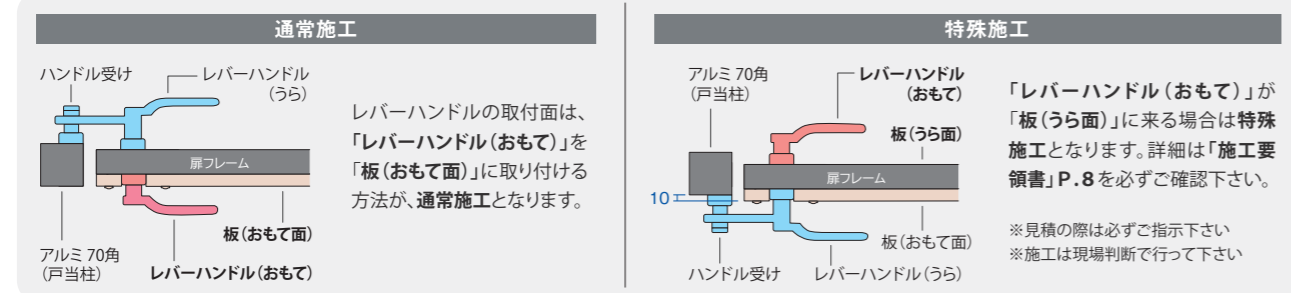 通常施工
ハンドル受け
レバーハンドル
(うら)
レバーハンドルの取付面は、
「レバーハンドル(おもて)」を
「板(おもて面)」に取り付ける
方法が、通常施工となります。
扉フレーム
板(おもて面)
アルミ70角
(戸当柱)
レバーハンドル(おもて)
特殊施工
アルミ70角
(戸当柱)
レバーハンドル
(おもて)
板(うら面)
扉フレーム
10
板(おもて面)
ハンドル受け
レバーハンドル(うら)
「レバーハンドル(おもて)」が
「板(うら面)」に来る場合は特殊
施工となります。詳細は「施工要
領書」P.8を必ずご確認下さい。
※見積の際は必ずご指示下さい
※施工は現場判断で行って下さい